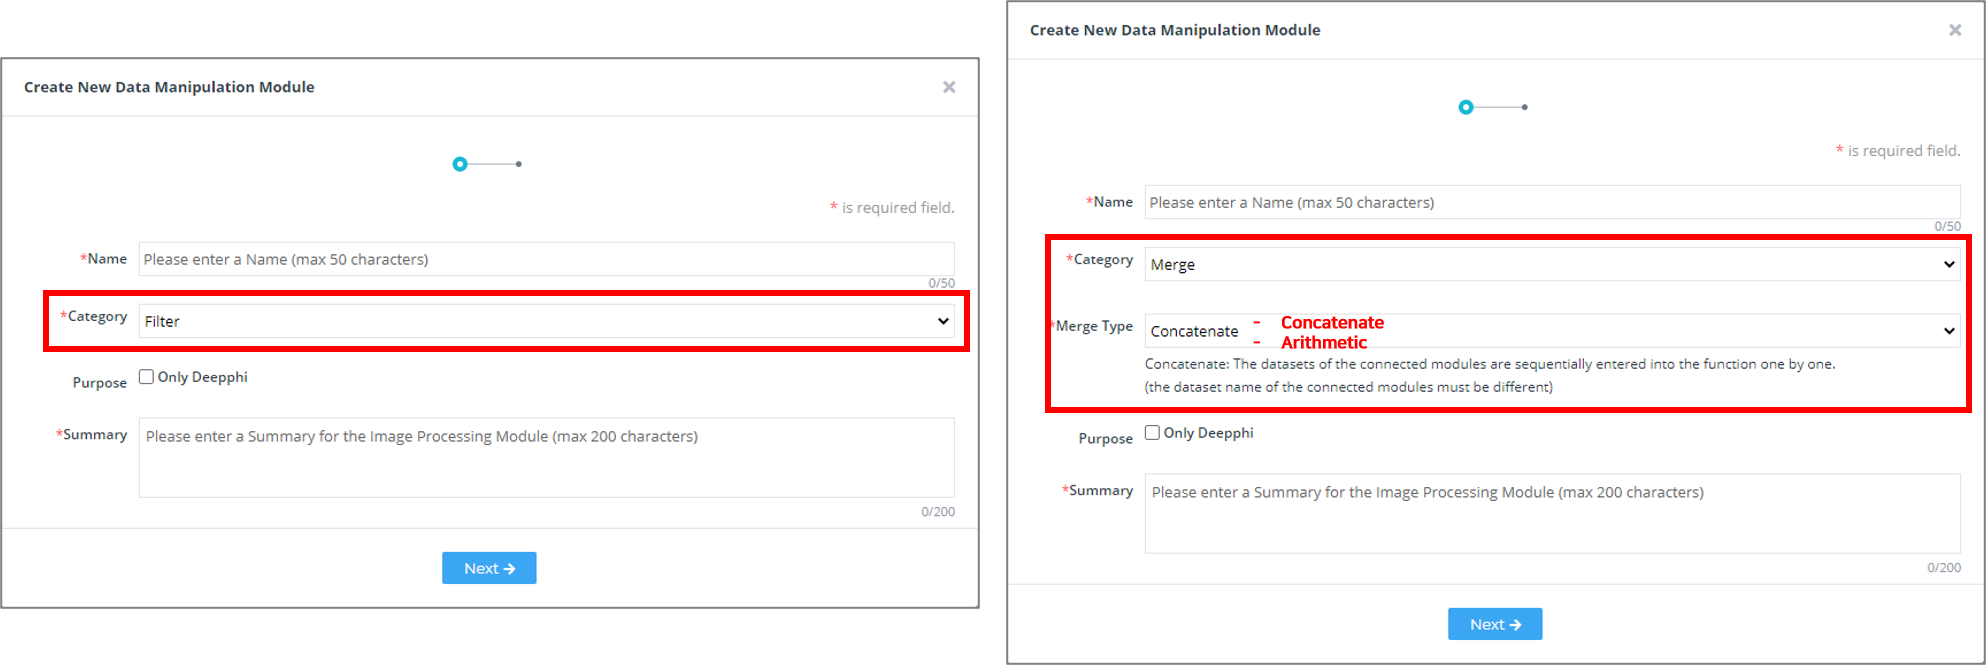 Create New Data Manipulation Module
* is required field.
*Name Please enter a Name (max 50 characters)
0/50
*Category Filter
Purpose Only Deepphi
*Summary Please enter a Summary for the Image Processing Module (max 200 characters)
0/200
Next →
Create New Data Manipulation Module
* is required field.
*Name Please enter a Name (max 50 characters)
0/50
*Category Merge
*Merge Type Concatenate
- Concatenate
- Arithmetic
Concatenate: The datasets of the connected modules are sequentially entered into the function one by one.
(the dataset name of the connected modules must be different)
Purpose Only Deepphi
*Summary Please enter a Summary for the Image Processing Module (max 200 characters)
0/200
Next →